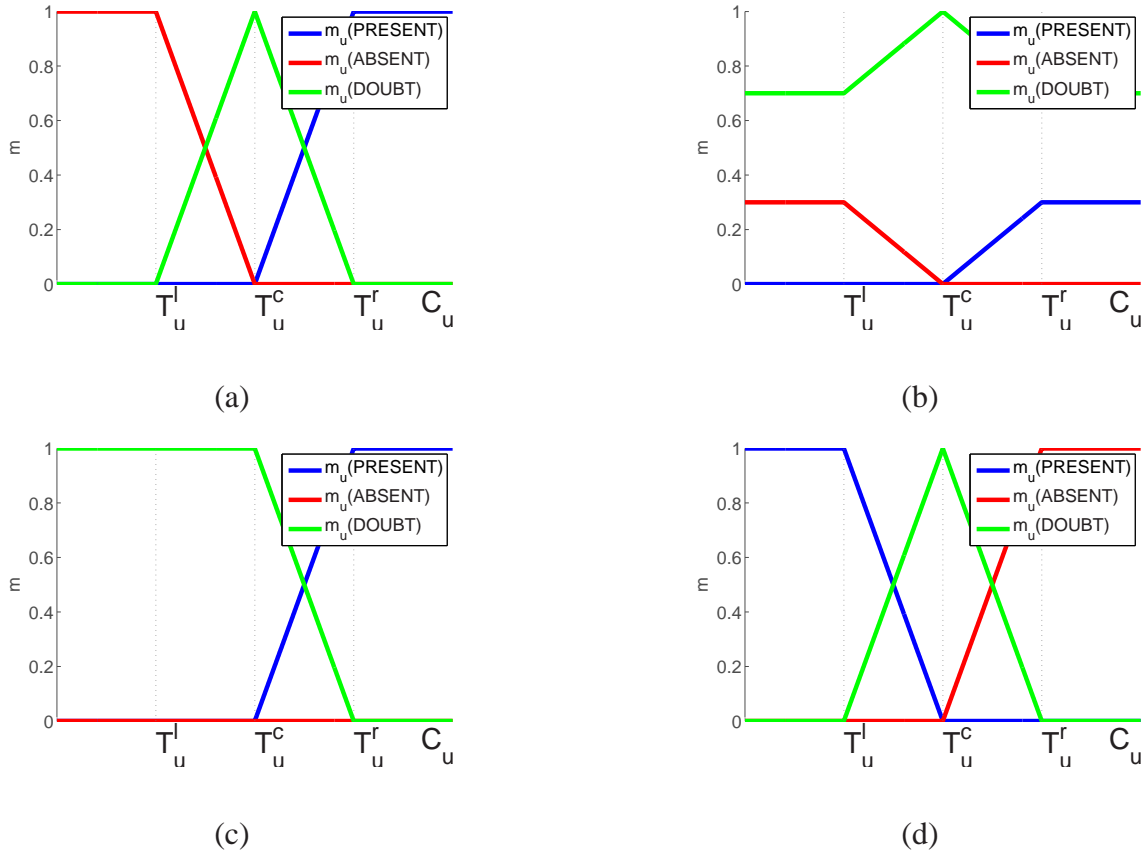 1
0.8
0.6
0.4
0.2
0
m
m_u(PRESENT)
m_u(ABSENT)
m_u(DOUBT)
T_u^l
T_u^c
T_u^r
C_u
(a)
1
0.8
0.6
0.4
0.2
0
m
m_u(PRESENT)
m_u(ABSENT)
m_u(DOUBT)
T_u^l
T_u^c
T_u^r
C_u
(b)
1
0.8
0.6
0.4
0.2
0
m
m_u(PRESENT)
m_u(ABSENT)
m_u(DOUBT)
T_u^l
T_u^c
T_u^r
C_u
(c)
1
0.8
0.6
0.4
0.2
0
m
m_u(PRESENT)
m_u(ABSENT)
m_u(DOUBT)
T_u^l
T_u^c
T_u^r
C_u
(d)